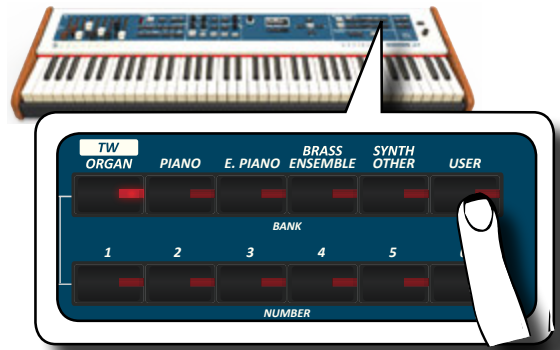 TW
ORGAN
PIANO
E. PIANO
BRASS
ENSEMBLE
SYNTH
OTHER
USER
BANK
1
2
3
4
5
NUMBER